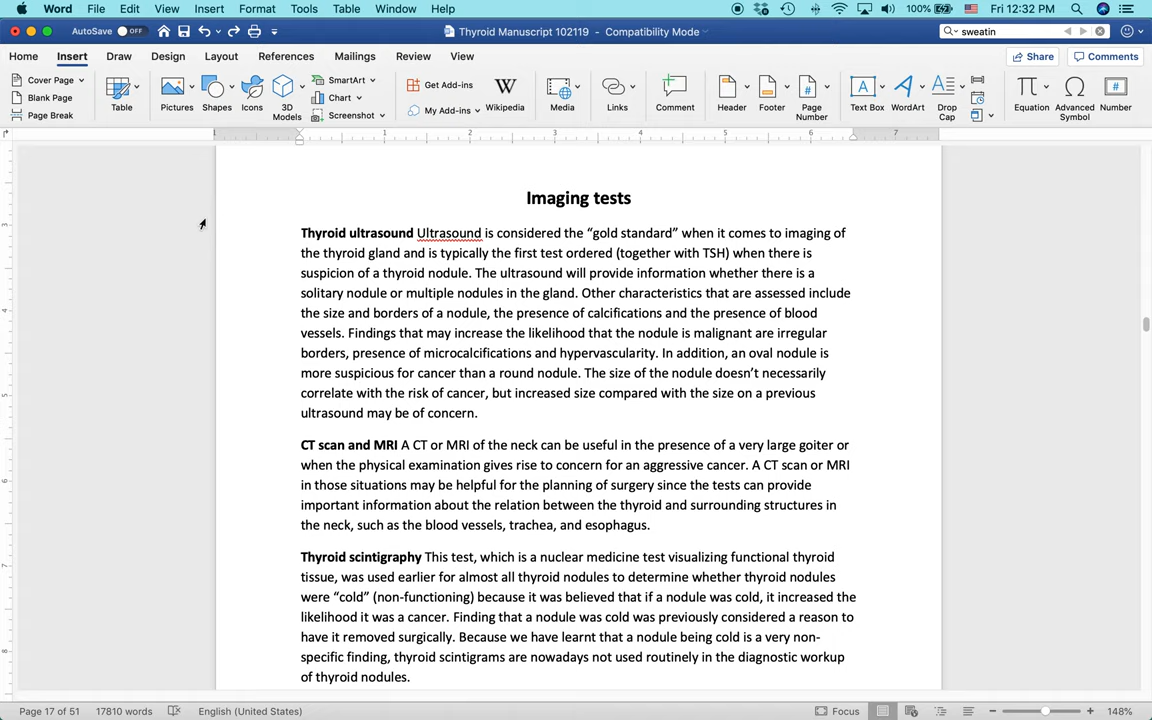 Word File Edit View Insert Format Tools Table Window Help 100% Fri 12:32 PM
AutoSave OFF Thyroid Manuscript 102119 - Compatibility Mode sweatin
Home Insert Draw Design Layout References Mailings Review View Share Comments
Cover Page
Blank Page
Page Break
Table
Pictures
Shapes
Icons
3D
Models
SmartArt
Chart
Screenshot
Get Add-ins
My Add-ins
Wikipedia
Media
Links
Comment
Header
Footer
Page
Number
Text Box
WordArt
Drop
Cap
Equation
Advanced
Symbol
Number
1 1 2 3 4 5 6 7
Imaging tests
Thyroid ultrasound Ultrasound is considered the “gold standard” when it comes to imaging of
the thyroid gland and is typically the first test ordered (together with TSH) when there is
suspicion of a thyroid nodule. The ultrasound will provide information whether there is a
solitary nodule or multiple nodules in the gland. Other characteristics that are assessed include
the size and borders of a nodule, the presence of calcifications and the presence of blood
vessels. Findings that may increase the likelihood that the nodule is malignant are irregular
borders, presence of microcalcifications and hypervascularity. In addition, an oval nodule is
more suspicious for cancer than a round nodule. The size of the nodule doesn’t necessarily
correlate with the risk of cancer, but increased size compared with the size on a previous
ultrasound may be of concern.
CT scan and MRI A CT or MRI of the neck can be useful in the presence of a very large goiter or
when the physical examination gives rise to concern for an aggressive cancer. A CT scan or MRI
in those situations may be helpful for the planning of surgery since the tests can provide
important information about the relation between the thyroid and surrounding structures in
the neck, such as the blood vessels, trachea, and esophagus.
Thyroid scintigraphy This test, which is a nuclear medicine test visualizing functional thyroid
tissue, was used earlier for almost all thyroid nodules to determine whether thyroid nodules
were “cold” (non-functioning) because it was believed that if a nodule was cold, it increased the
likelihood it was a cancer. Finding that a nodule was cold was previously considered a reason to
have it removed surgically. Because we have learnt that a nodule being cold is a very non-
specific finding, thyroid scintigrams are nowadays not used routinely in the diagnostic workup
of thyroid nodules.
3
4
5
6
7
8
Page 17 of 51 17810 words English (United States) Focus 148%